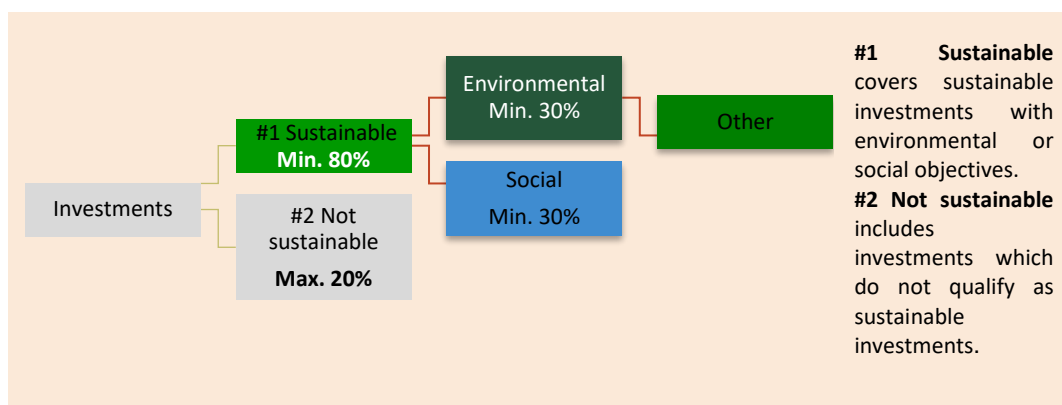 Investments
#1 Sustainable
Min. 80%
#2 Not
sustainable
Max. 20%
Environmental
Min. 30%
Social
Min. 30%
Other
#1 Sustainable
covers sustainable
investments with
environmental or
social objectives.
#2 Not sustainable
includes
investments which
do not qualify as
sustainable
investments.